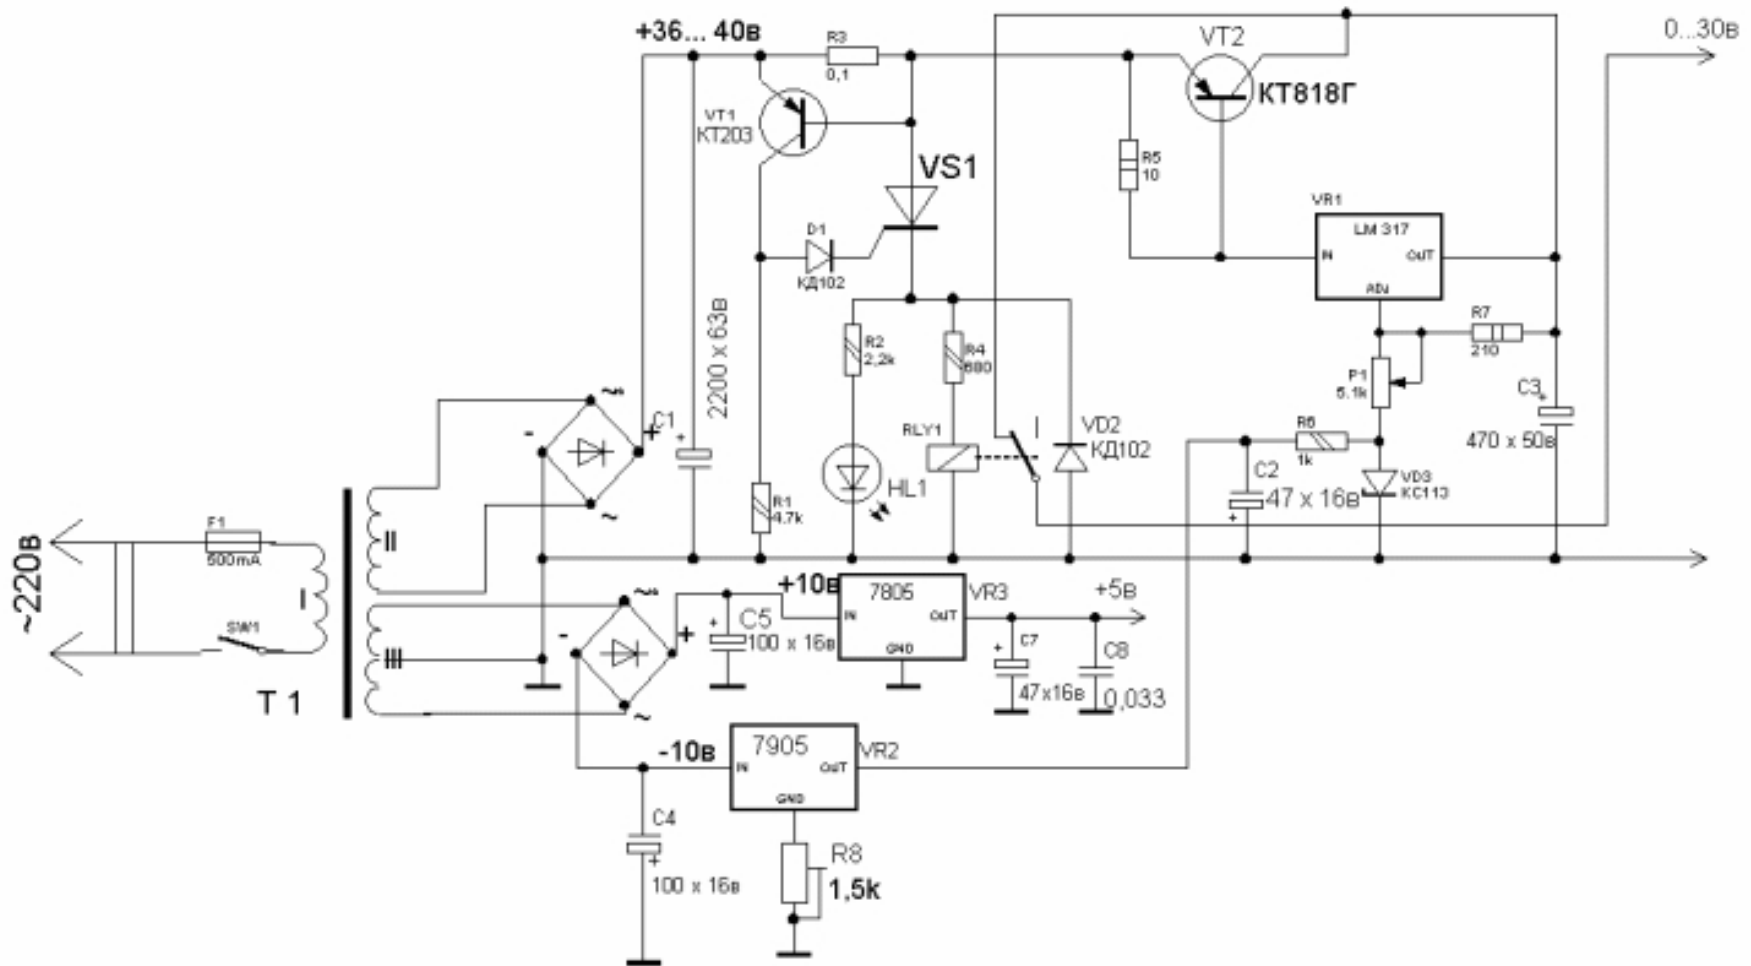 +36... 40в
R3
0,1
VT2
КТ818Г
0...30в
VT1
КТ203
VS1
R5
10
VR1
LM 317
IN
OUT
ADJ
D1
КД102
2200 x 63в
C1
+
R2
2,2k
R4
680
R7
210
P1
5.1k
C3
+
470 x 50в
RLY1
VD2
КД102
R6
1k
C2
47 x 16в
+
VD3
КС113
HL1
R1
4.7k
~
-
+
~
~220в
F1
500mA
SW1
T 1
I
II
III
~
-
+
~
+10в
C5
+
100 x 16в
7805
VR3
IN
OUT
GND
+5в
C7
+
47x16в
C8
0,033
-10в
7905
VR2
IN
OUT
GND
C4
+
100 x 16в
R8
1,5k